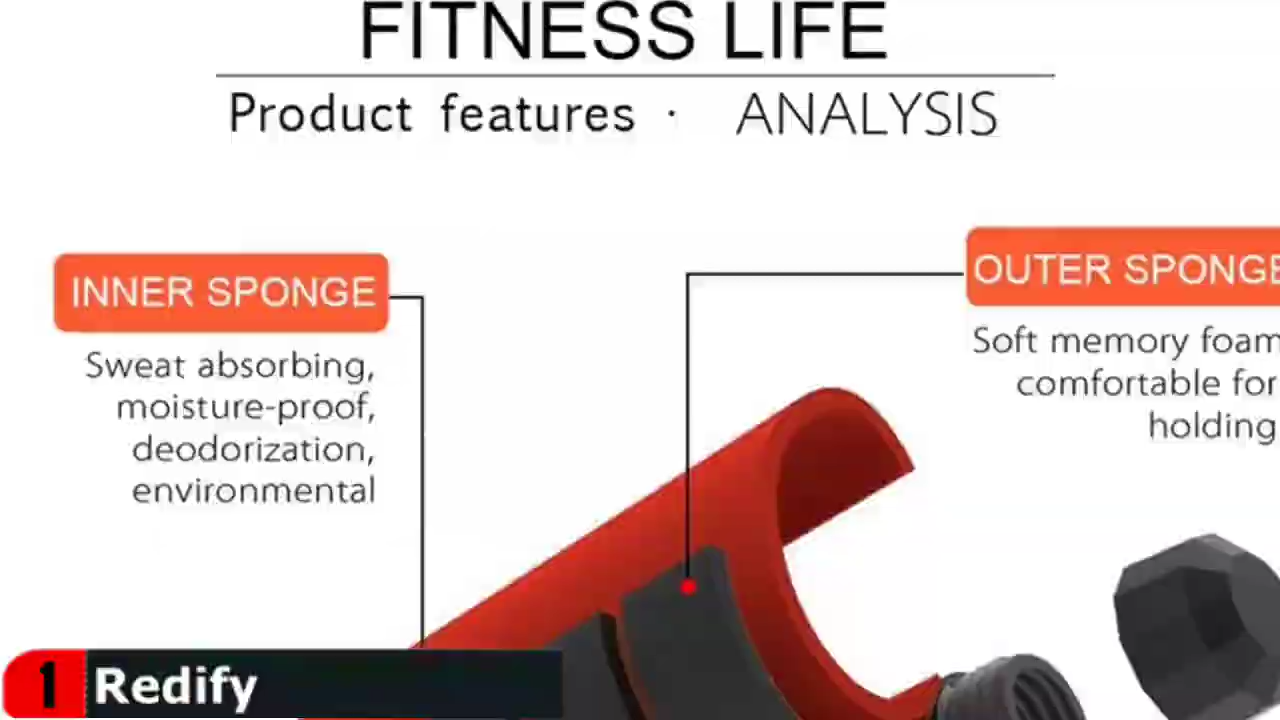 FITNESS LIFE
Product features · ANALYSIS
INNER SPONGE
Sweat absorbing,
moisture-proof,
deodorization,
environmental
OUTER SPONGE
Soft memory foam
comfortable for
holding
1 Redify